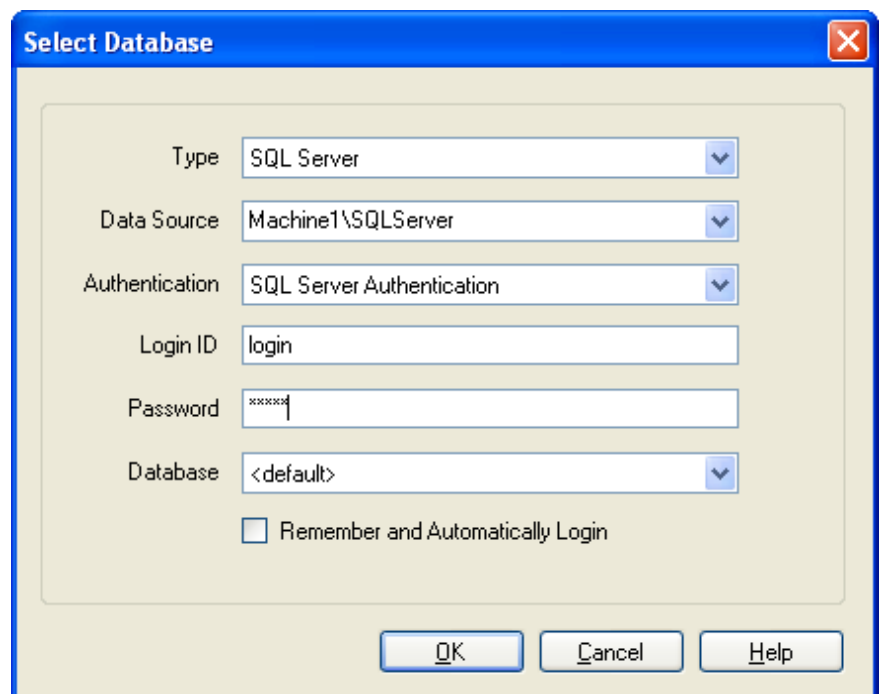 Select Database
Type SQL Server
Data Source Machine1\SQLServer
Authentication SQL Server Authentication
Login ID login
Password *****
Database <default>
Remember and Automatically Login
OK Cancel Help